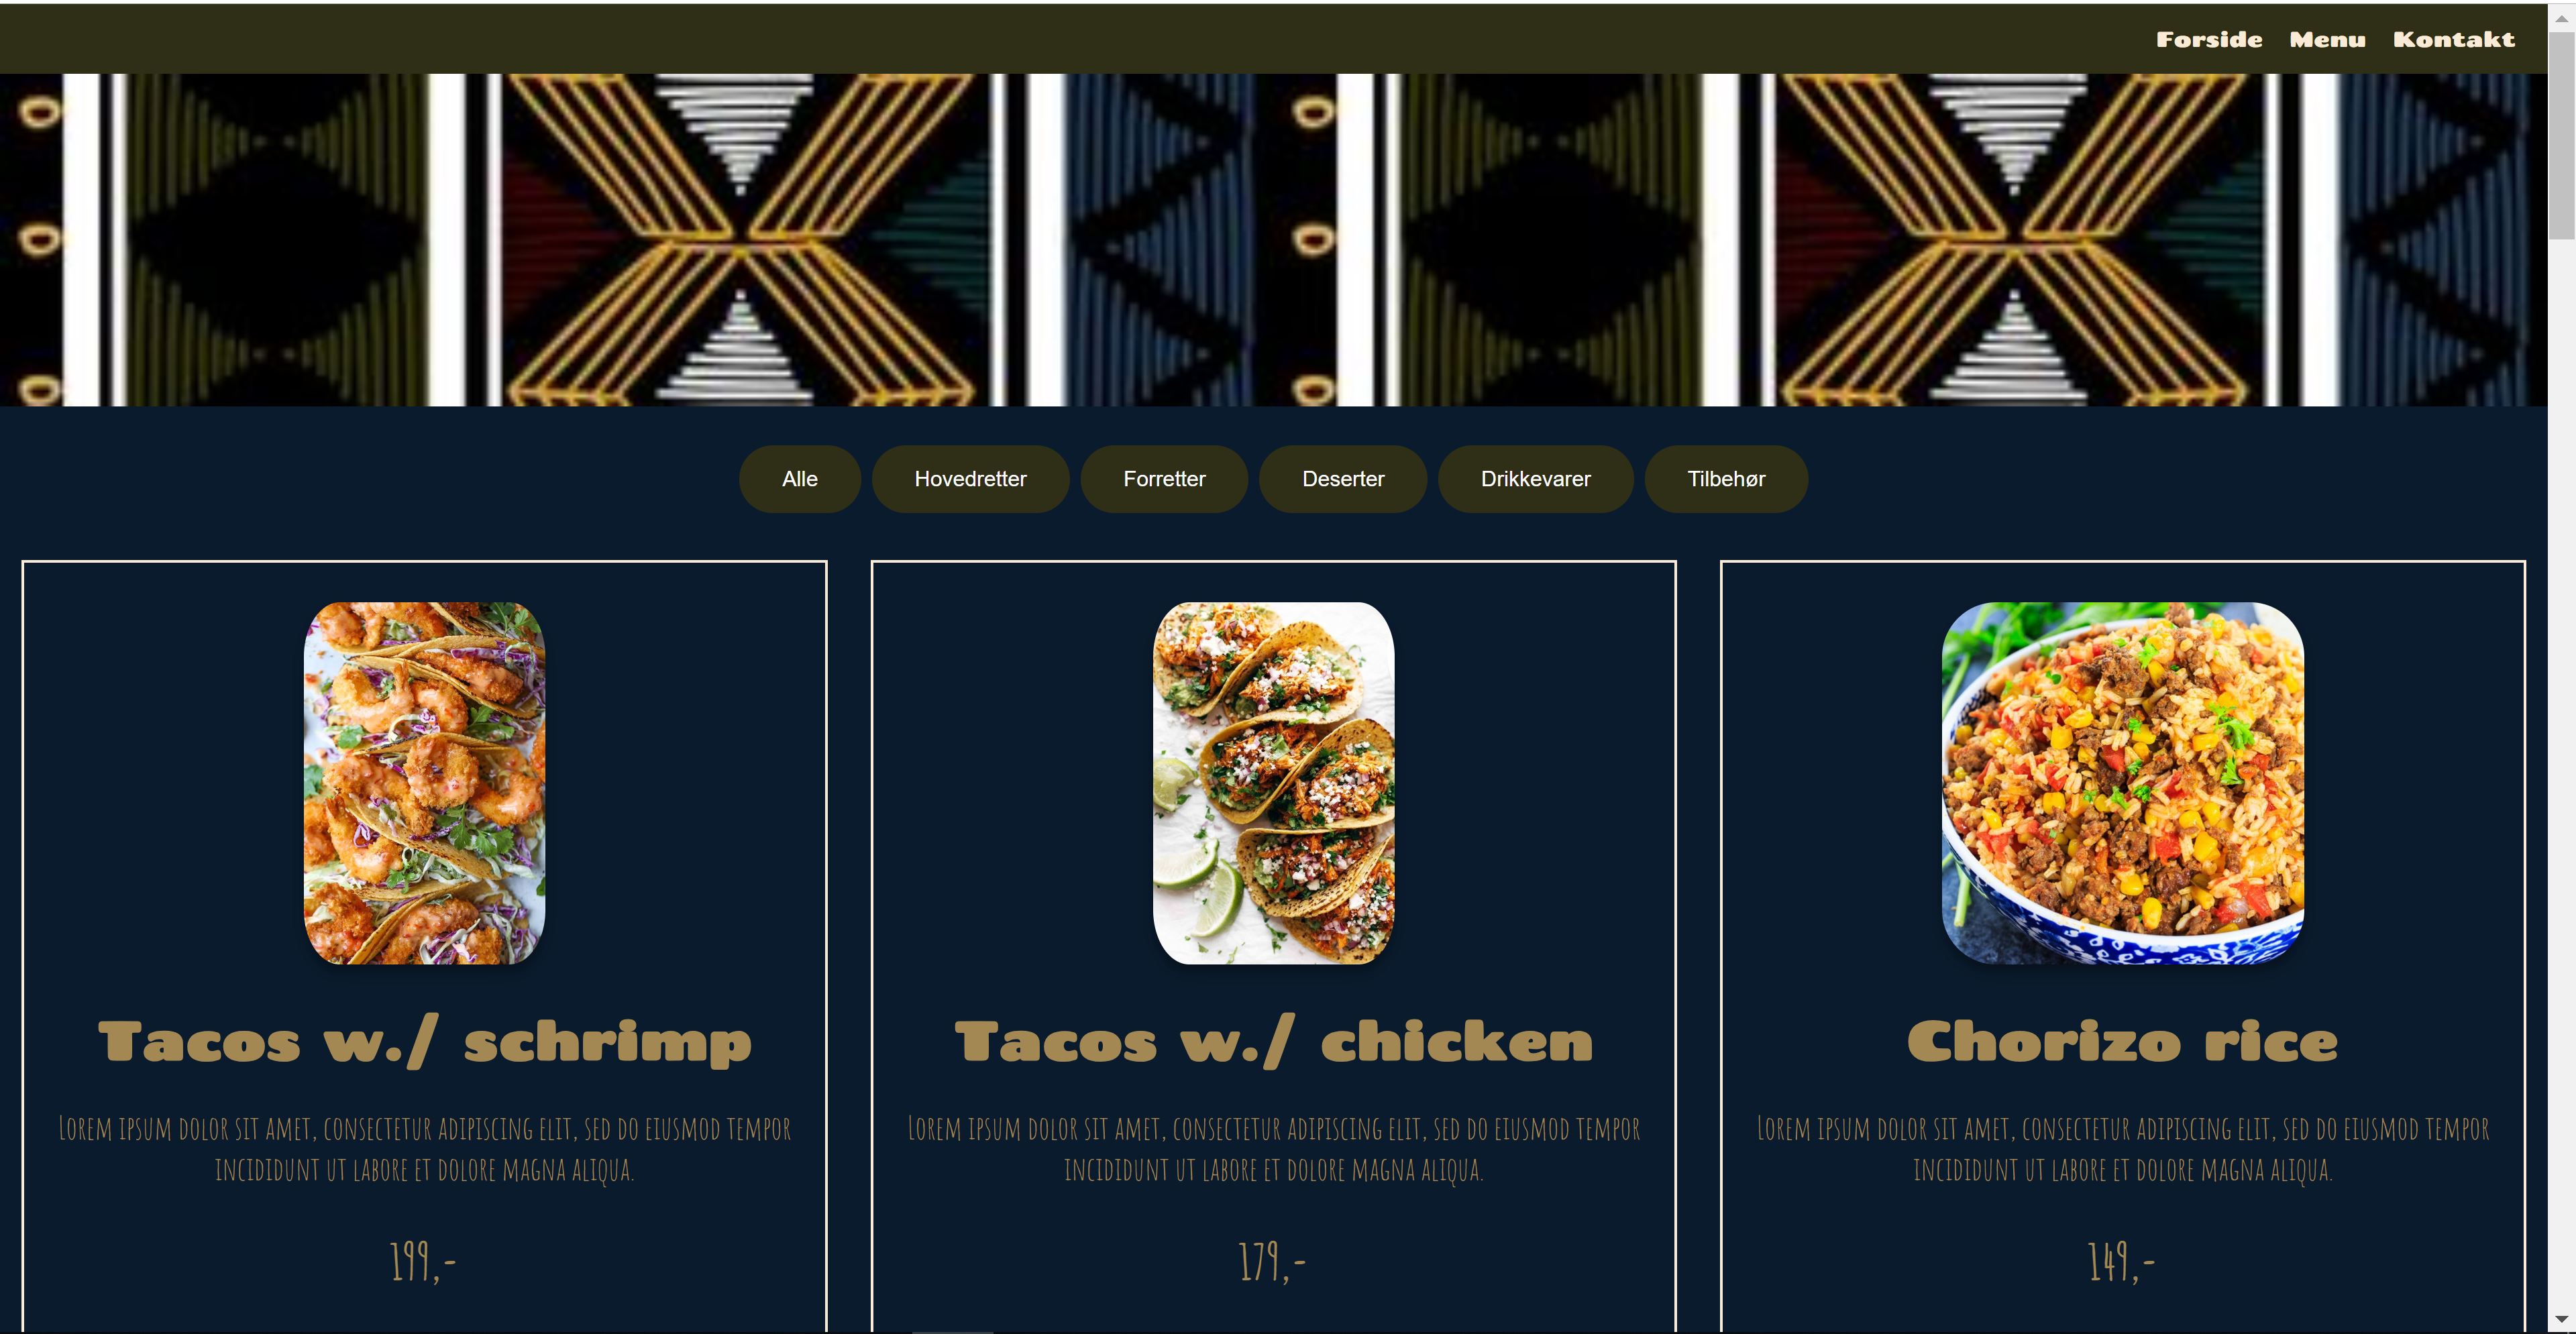 Forside Menu Kontakt
Alle Hovedretter Forretter Deserter Drikkevarer Tilbehør
Tacos w./ schrimp
Lorem ipsum dolor sit amet, consectetur adipiscing elit, sed do eiusmod tempor
incididunt ut labore et dolore magna aliqua.
199,-
Tacos w./ chicken
Lorem ipsum dolor sit amet, consectetur adipiscing elit, sed do eiusmod tempor
incididunt ut labore et dolore magna aliqua.
179,-
Chorizo rice
Lorem ipsum dolor sit amet, consectetur adipiscing elit, sed do eiusmod tempor
incididunt ut labore et dolore magna aliqua.
149,-